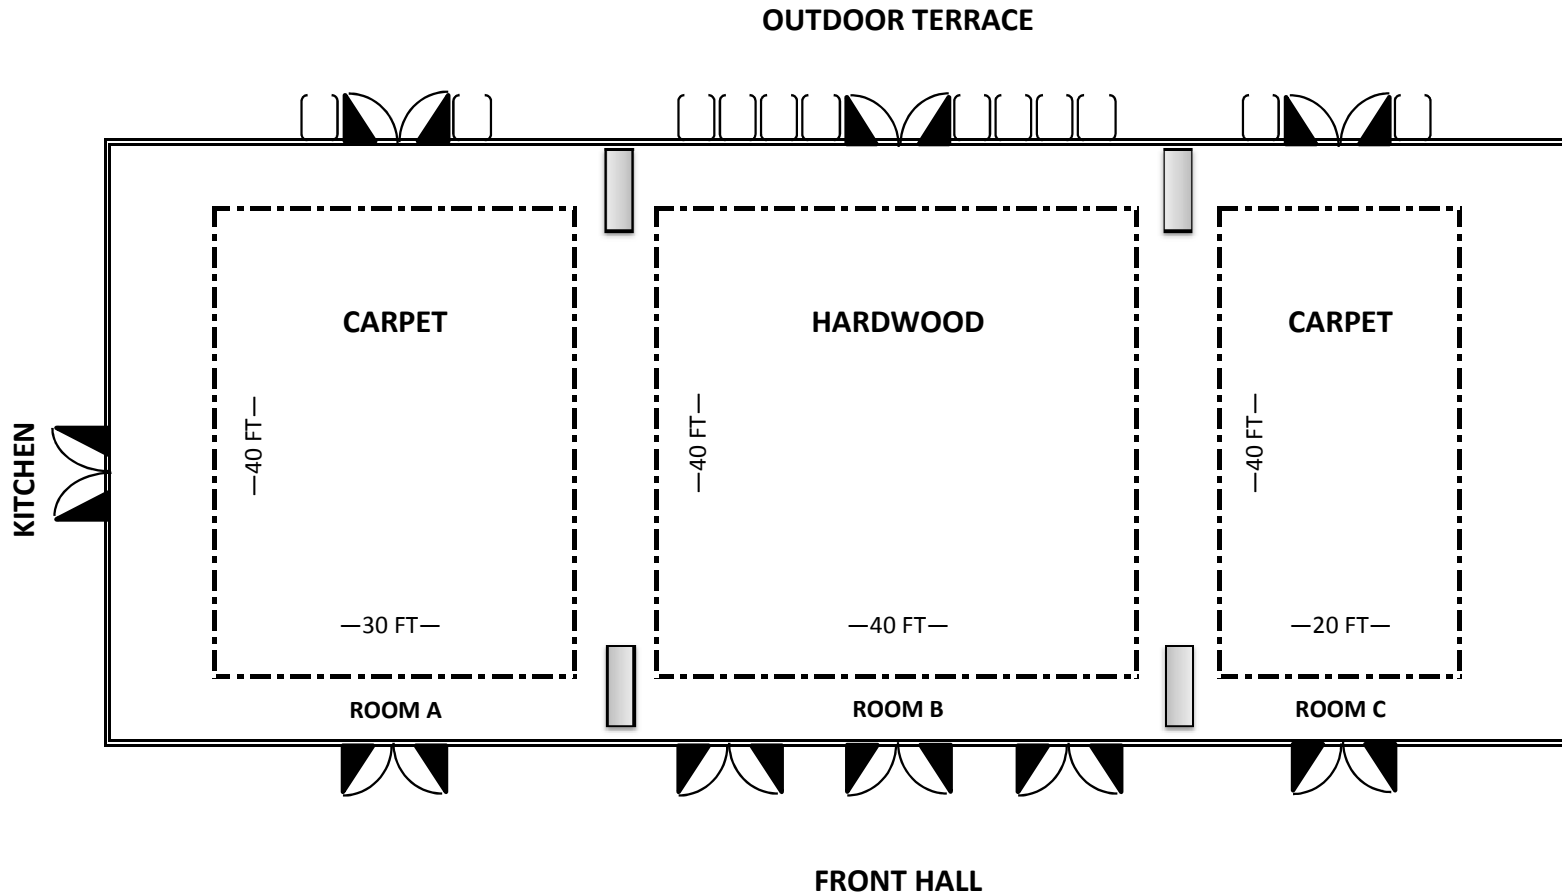 OUTDOOR TERRACE
CARPET
HARDWOOD
CARPET
KITCHEN
—40 FT—
—40 FT—
—40 FT—
—30 FT—
—40 FT—
—20 FT—
ROOM A
ROOM B
ROOM C
FRONT HALL